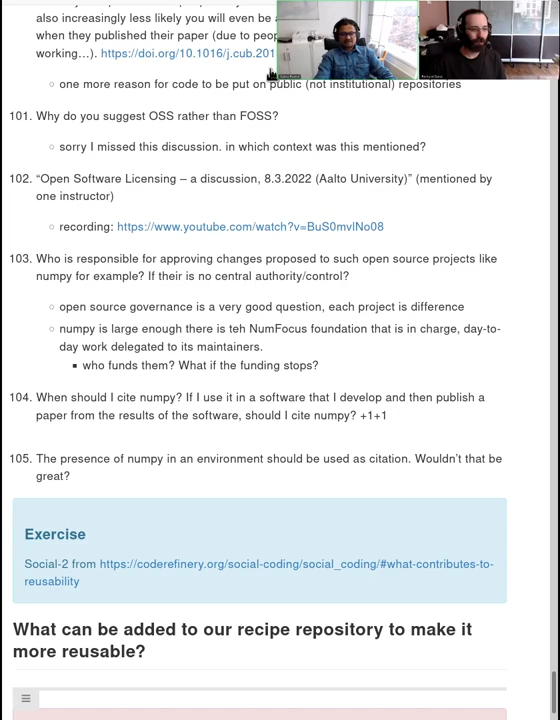 also increasingly less likely you will even be a
when they published their paper (due to peop
working…). https://doi.org/10.1016/j.cub.201
one more reason for code to be put on public (not institutional) repositories
101. Why do you suggest OSS rather than FOSS?
sorry I missed this discussion. in which context was this mentioned?
102. “Open Software Licensing – a discussion, 8.3.2022 (Aalto University)” (mentioned by
one instructor)
recording: https://www.youtube.com/watch?v=BuS0mvlNo08
103. Who is responsible for approving changes proposed to such open source projects like
numpy for example? If their is no central authority/control?
open source governance is a very good question, each project is difference
numpy is large enough there is teh NumFocus foundation that is in charge, day-to-
day work delegated to its maintainers.
who funds them? What if the funding stops?
104. When should I cite numpy? If I use it in a software that I develop and then publish a
paper from the results of the software, should I cite numpy? +1+1
105. The presence of numpy in an environment should be used as citation. Wouldn’t that be
great?
Exercise
Social-2 from https://coderefinery.org/social-coding/social_coding/#what-contributes-to-
reusability
What can be added to our recipe repository to make it
more reusable?